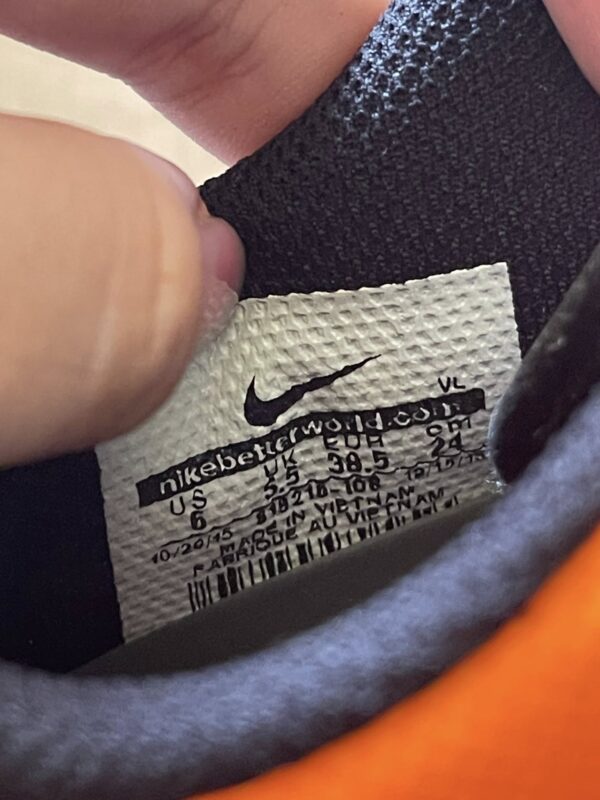 VL
nikebetterworld.com
US UK EUR cm
6 5.5 38.5 24
10/20/15
MADE IN VIETNAM
FABRIQUE AU VIETNAM